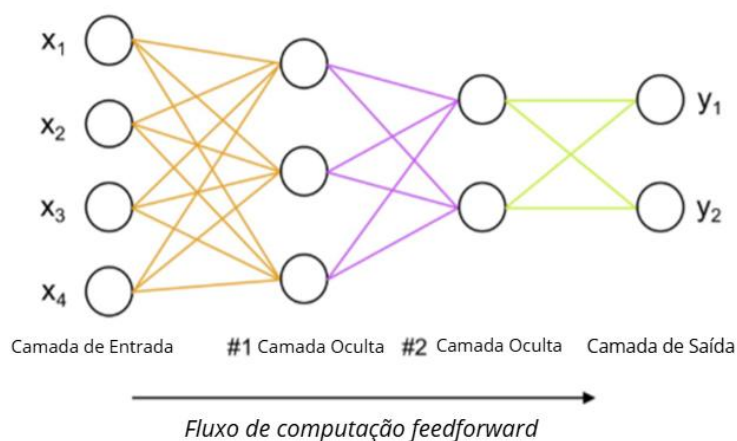 x₁
x₂
x₃
x₄
y₁
y₂
Camada de Entrada
#1 Camada Oculta
#2 Camada Oculta
Camada de Saída
Fluxo de computação feedforward